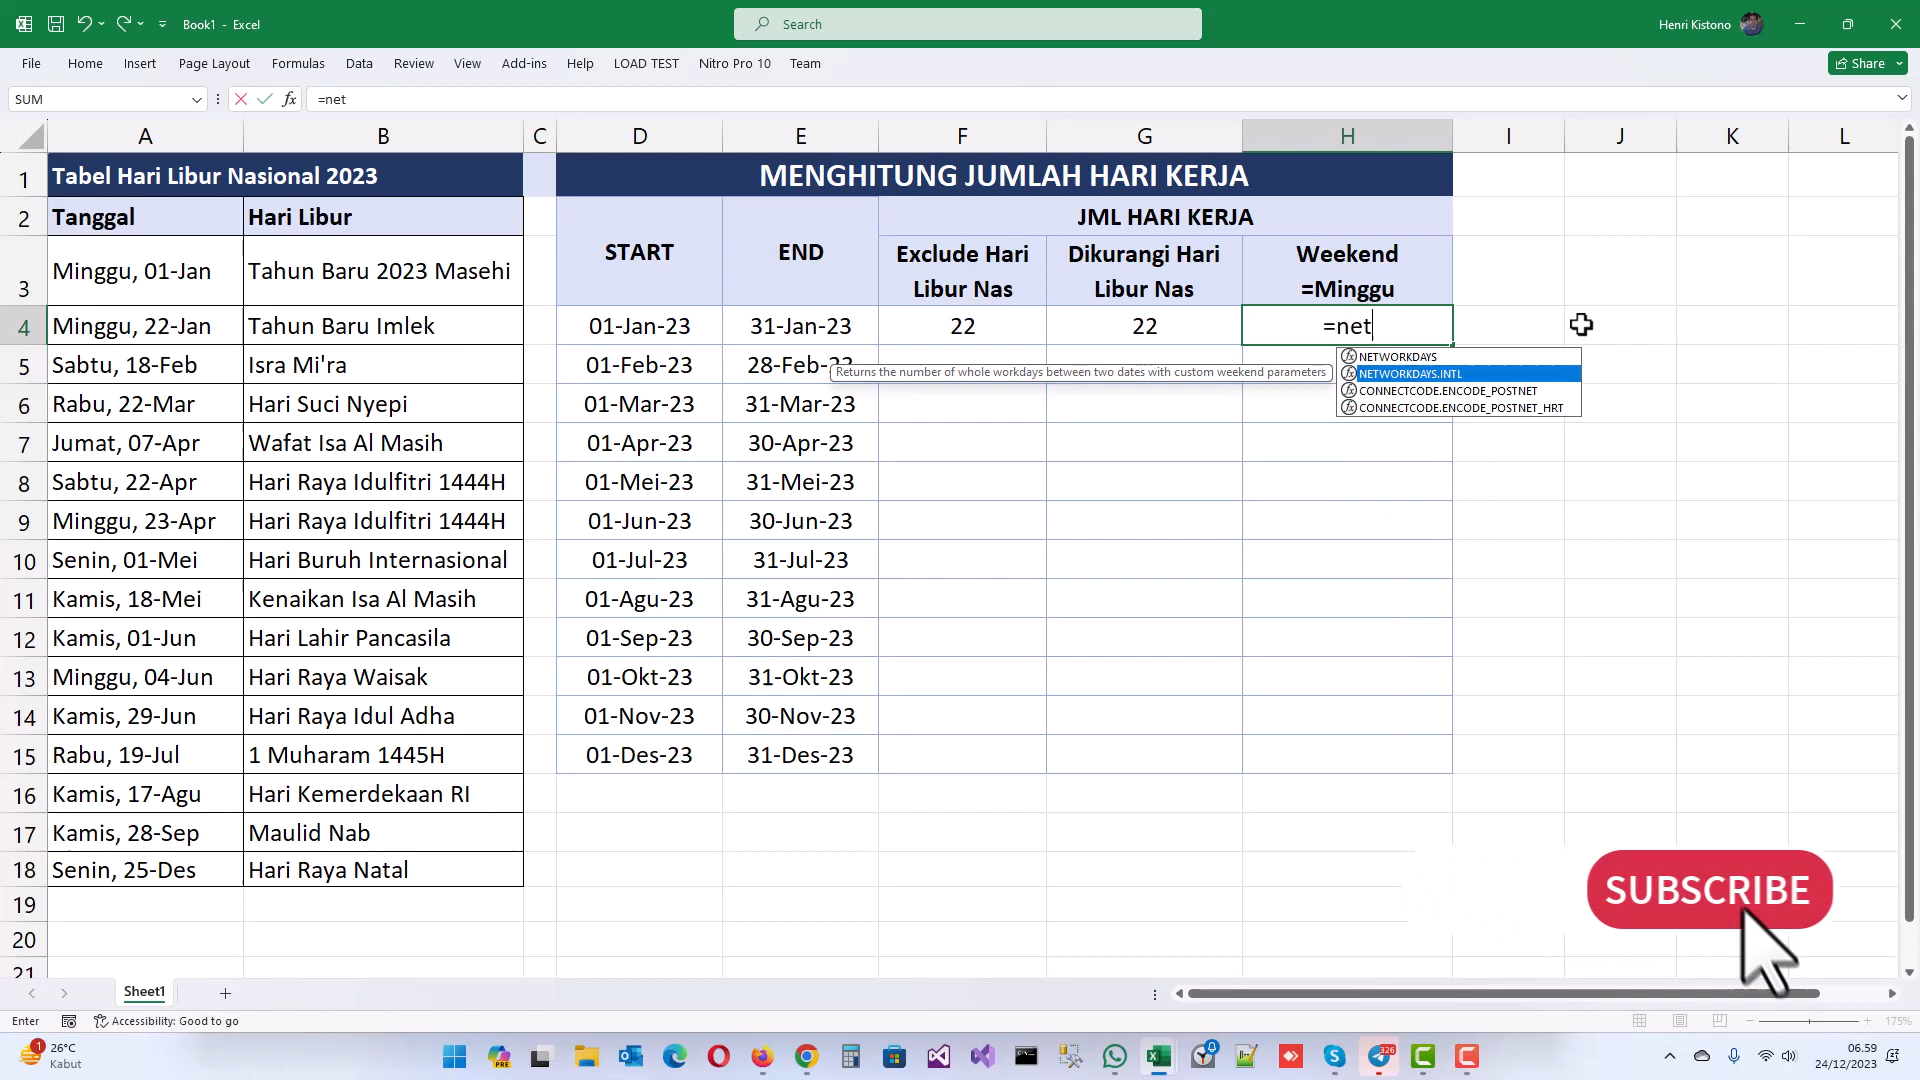 Book1 - Excel
Search
Henri Kistono
File Home Insert Page Layout Formulas Data Review View Add-ins Help LOAD TEST Nitro Pro 10 Team
Share
SUM
fx
=net
A B C D E F G H I J K L
1 Tabel Hari Libur Nasional 2023 MENGHITUNG JUMLAH HARI KERJA
2 Tanggal Hari Libur START END JML HARI KERJA
3 Minggu, 01-Jan Tahun Baru 2023 Masehi Exclude Hari Libur Nas Dikurangi Hari Libur Nas Weekend =Minggu
4 Minggu, 22-Jan Tahun Baru Imlek 01-Jan-23 31-Jan-23 22 22 =net
NETWORKDAYS
NETWORKDAYS.INTL
CONNECTCODE.ENCODE_POSTNET
CONNECTCODE.ENCODE_POSTNET_HRT
Returns the number of whole workdays between two dates with custom weekend parameters
5 Sabtu, 18-Feb Isra Mi'ra 01-Feb-23 28-Feb-23
6 Rabu, 22-Mar Hari Suci Nyepi 01-Mar-23 31-Mar-23
7 Jumat, 07-Apr Wafat Isa Al Masih 01-Apr-23 30-Apr-23
8 Sabtu, 22-Apr Hari Raya Idulfitri 1444H 01-Mei-23 31-Mei-23
9 Minggu, 23-Apr Hari Raya Idulfitri 1444H 01-Jun-23 30-Jun-23
10 Senin, 01-Mei Hari Buruh Internasional 01-Jul-23 31-Jul-23
11 Kamis, 18-Mei Kenaikan Isa Al Masih 01-Agu-23 31-Agu-23
12 Kamis, 01-Jun Hari Lahir Pancasila 01-Sep-23 30-Sep-23
13 Minggu, 04-Jun Hari Raya Waisak 01-Okt-23 31-Okt-23
14 Kamis, 29-Jun Hari Raya Idul Adha 01-Nov-23 30-Nov-23
15 Rabu, 19-Jul 1 Muharam 1445H 01-Des-23 31-Des-23
16 Kamis, 17-Agu Hari Kemerdekaan RI
17 Kamis, 28-Sep Maulid Nab
18 Senin, 25-Des Hari Raya Natal
19
20
21
SUBSCRIBE
Sheet1
Enter Accessibility: Good to go 175%
1 26°C
Kabut
PRE
326
06.59
24/12/2023